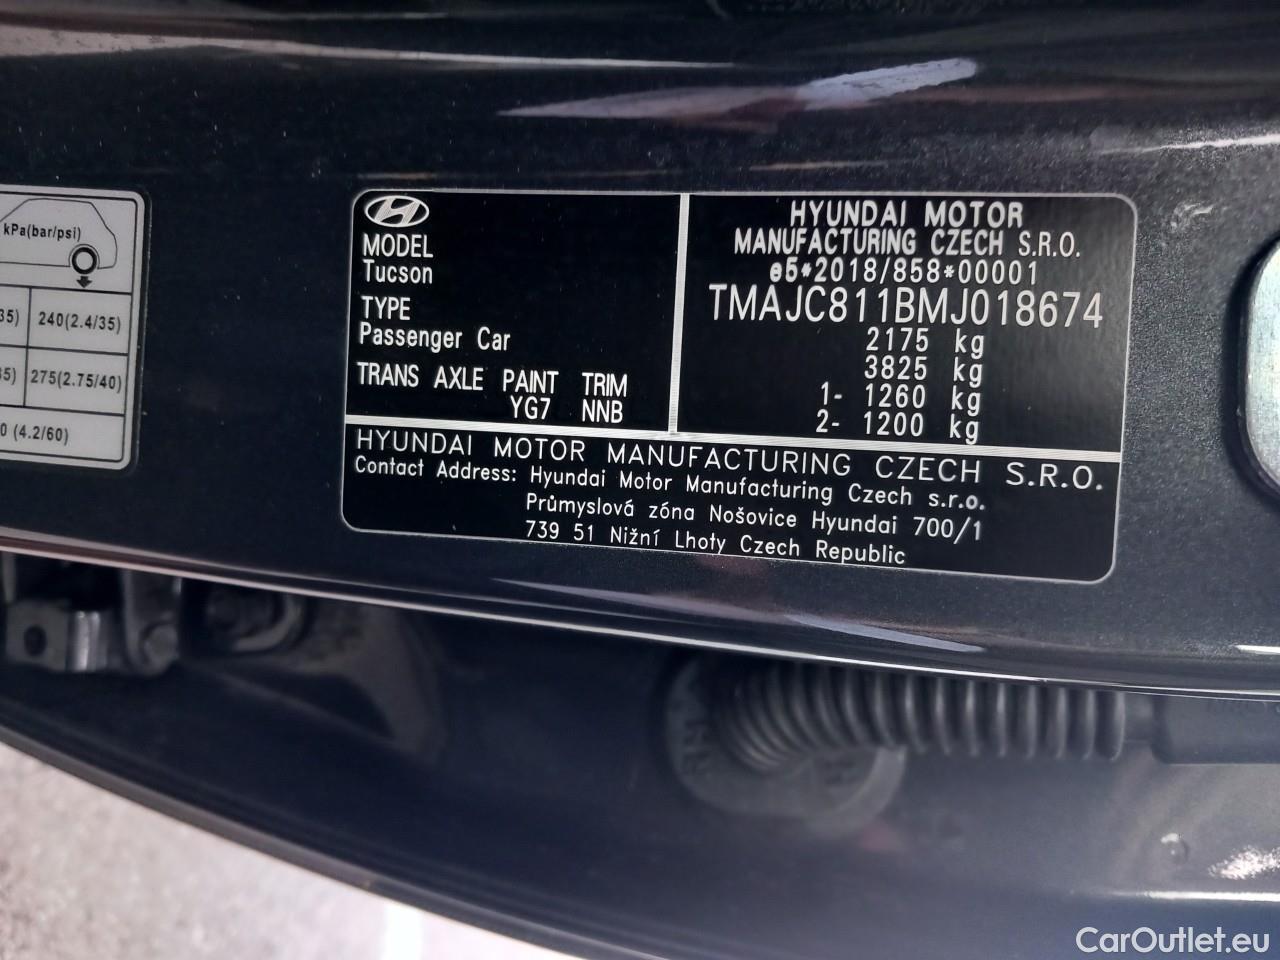 kPa(bar/psi)
35) 240(2.4/35)
35) 275(2.75/40)
0 (4.2/60)
MODEL
Tucson
TYPE
Passenger Car
TRANS AXLE PAINT TRIM
YG7 NNB
HYUNDAI MOTOR
MANUFACTURING CZECH S.R.O.
e5*2018/858*00001
TMAJC811BMJ018674
2175 kg
3825 kg
1- 1260 kg
2- 1200 kg
HYUNDAI MOTOR MANUFACTURING CZECH S.R.O.
Contact Address: Hyundai Motor Manufacturing Czech s.r.o.
Průmyslová zóna Nošovice Hyundai 700/1
739 51 Nižní Lhoty Czech Republic
CarOutlet.eu